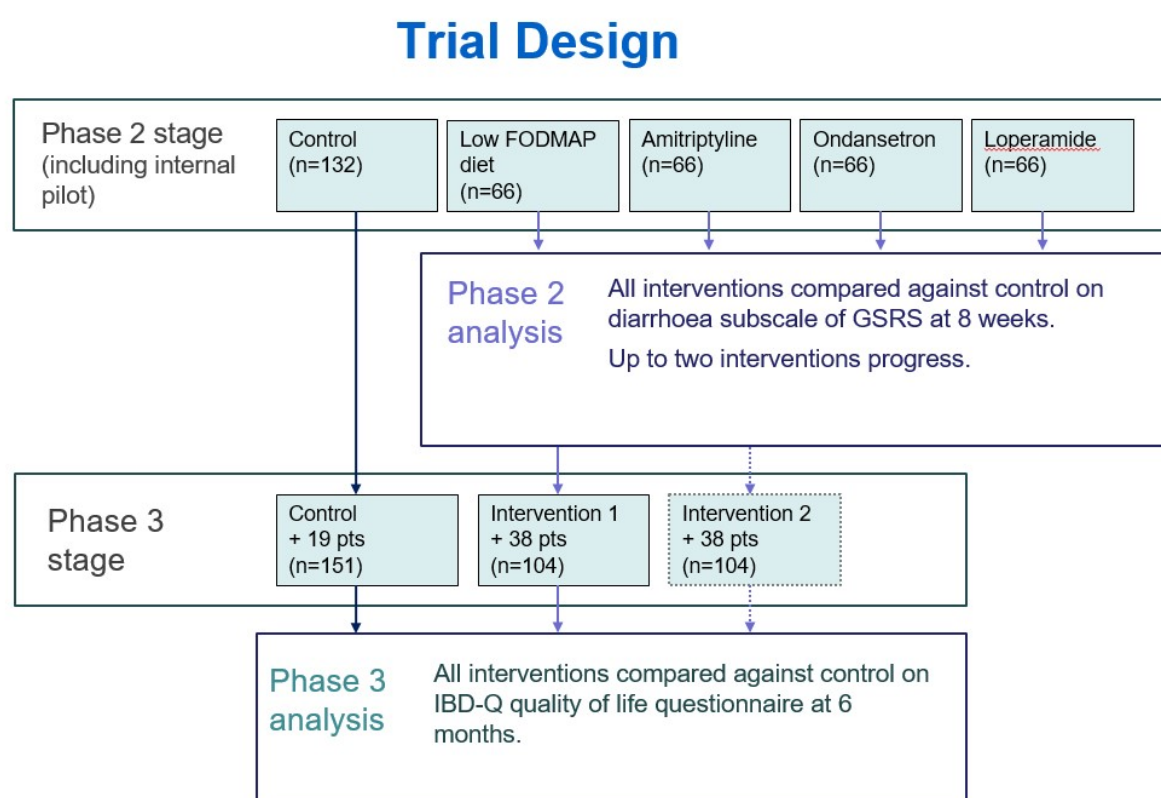 Trial Design
Phase 2 stage
(including internal
pilot)
Control
(n=132)
Low FODMAP
diet
(n=66)
Amitriptyline
(n=66)
Ondansetron
(n=66)
Loperamide
(n=66)
Phase 2
analysis
All interventions compared against control on
diarrhoea subscale of GSRS at 8 weeks.
Up to two interventions progress.
Phase 3
stage
Control
+ 19 pts
(n=151)
Intervention 1
+ 38 pts
(n=104)
Intervention 2
+ 38 pts
(n=104)
Phase 3
analysis
All interventions compared against control on
IBD-Q quality of life questionnaire at 6
months.